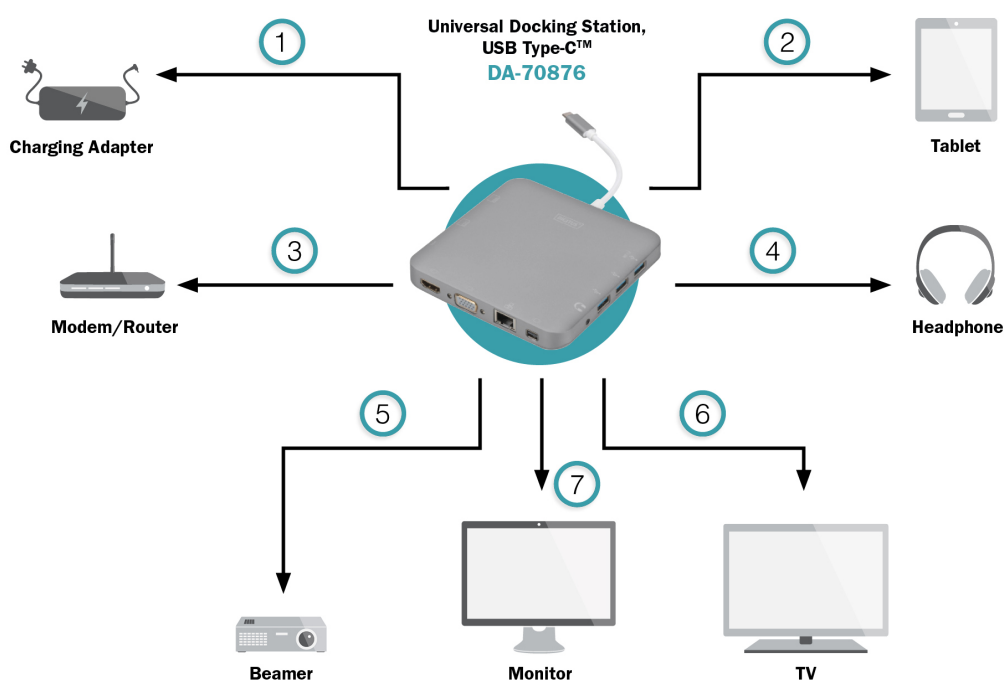 Universal Docking Station,
USB Type-C™
DA-70876
1
2
Charging Adapter
Tablet
3
4
Modem/Router
Headphone
5
6
7
Beamer
Monitor
TV